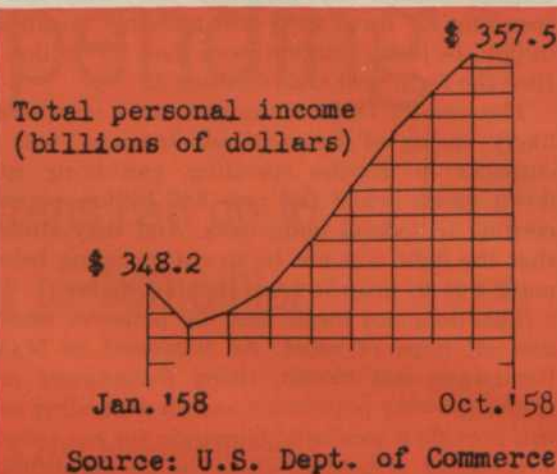 $ 357.5
Total personal income
(billions of dollars)
$ 348.2
Jan.'58
Oct.'58
Source: U.S. Dept. of Commerce